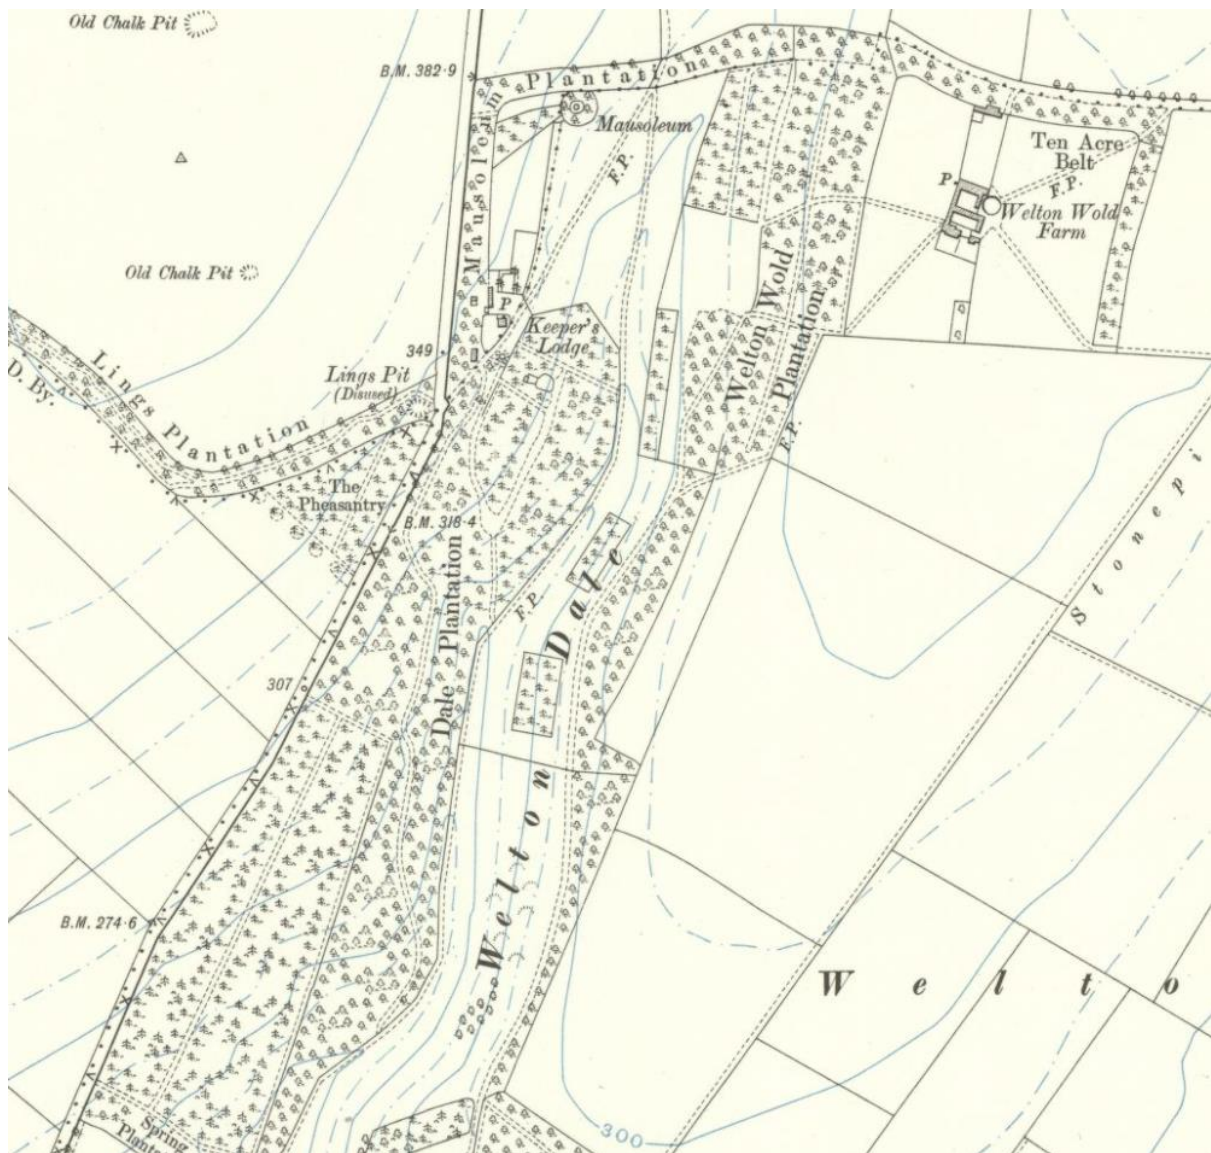 Old Chalk Pit
B.M. 382·9
Mausoleum Plantation
Mausoleum
F.P.
Ten Acre
Belt
P.
F.P.
Welton Wold
Farm
Old Chalk Pit
P
Keeper's
Lodge
349
Lings Pit
(Disused)
D. By.
Lings Plantation
Welton Wold
Plantation
F.P.
The
Pheasantry
B.M. 318·4
Stonepi
Dale Plantation
F.P.
307
Welton Dale
B.M. 274·6
Welto
300
Spring